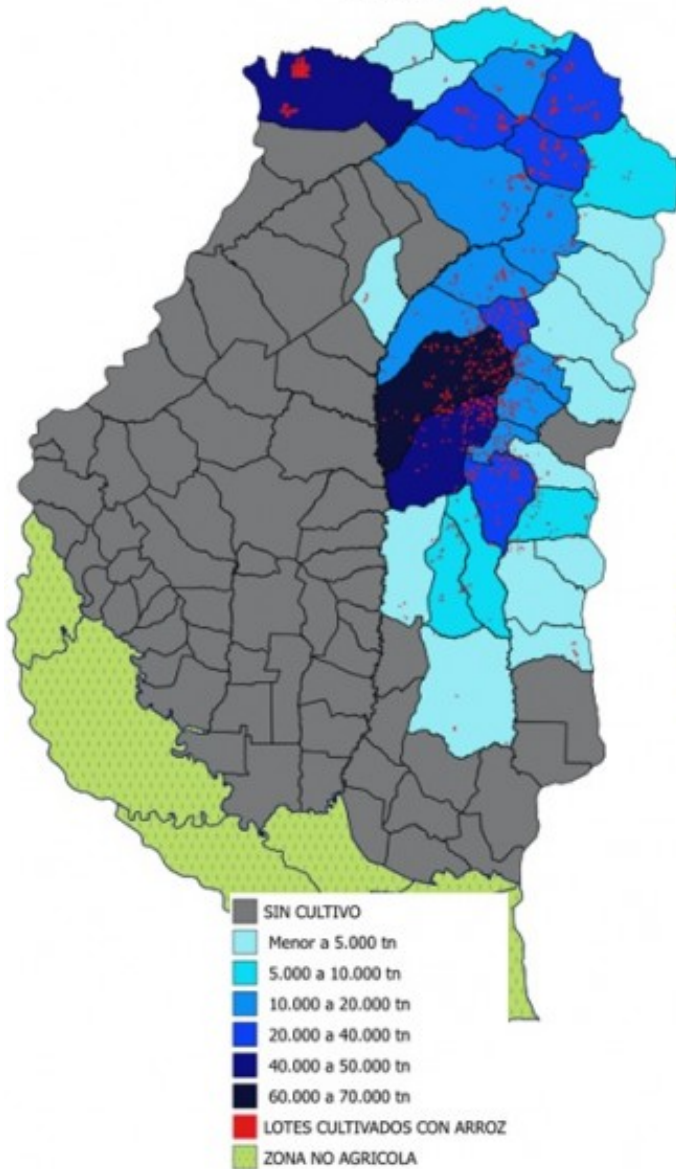 SIN CULTIVO
Menor a 5.000 tn
5.000 a 10.000 tn
10.000 a 20.000 tn
20.000 a 40.000 tn
40.000 a 50.000 tn
60.000 a 70.000 tn
LOTES CULTIVADOS CON ARROZ
ZONA NO AGRICOLA